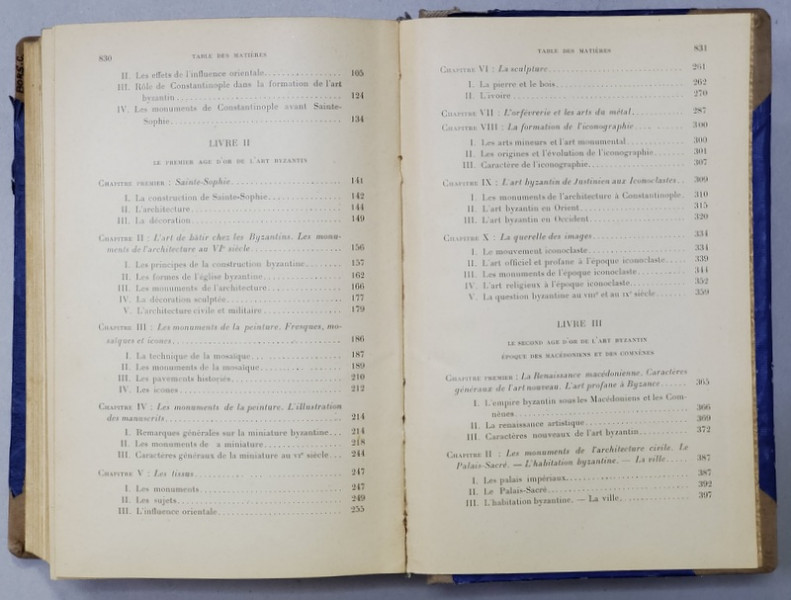 BORS.C.
830
TABLE DES MATIÈRES
II. Les effets de l'influence orientale 105
III. Rôle de Constantinople dans la formation de l'art
byzantin 124
IV. Les monuments de Constantinople avant Sainte-
Sophie 134
LIVRE II
LE PREMIER AGE D'OR DE L'ART BYZANTIN
CHAPITRE PREMIER : Sainte-Sophie 141
I. La construction de Sainte-Sophie 142
II. L'architecture 144
III. La décoration 149
CHAPITRE II : L'art de bâtir chez les Byzantins. Les monu-
ments de l'architecture au VIe siècle 156
I. Les principes de la construction byzantine 157
II. Les formes de l'église byzantine 162
III. Les monuments de l'architecture 166
IV. La décoration sculptée 177
V. L'architecture civile et militaire 179
CHAPITRE III : Les monuments de la peinture. Fresques, mo-
saïques et icones 186
I. La technique de la mosaïque 187
II. Les monuments de la mosaïque 189
III. Les pavements historiés 210
IV. Les icones 212
CHAPITRE IV : Les monuments de la peinture. L'illustration
des manuscrits 214
I. Remarques générales sur la miniature byzantine 214
II. Les monuments de a miniature 218
III. Caractères généraux de la miniature au VIe siècle 244
CHAPITRE V : Les tissus 247
I. Les monuments 247
II. Les sujets 249
III. L'influence orientale 255
TABLE DES MATIÈRES
831
CHAPITRE VI : La sculpture 261
I. La pierre et le bois 262
II. L'ivoire 270
CHAPITRE VII : L'orfèvrerie et les arts du métal 287
CHAPITRE VIII : La formation de l'iconographie 300
I. Les arts mineurs et l'art monumental 300
II. Les origines et l'évolution de l'iconographie 301
III. Caractère de l'iconographie 307
CHAPITRE IX : L'art byzantin de Justinien aux Iconoclastes 309
I. Les monuments de l'architecture à Constantinople 310
II. L'art byzantin en Orient 315
III. L'art byzantin en Occident 320
CHAPITRE X : La querelle des images 334
I. Le mouvement iconoclaste 334
II. L'art officiel et profane à l'époque iconoclaste 339
III. Les monuments de l'époque iconoclaste 344
IV. L'art religieux à l'époque iconoclaste 352
V. La question byzantine au VIIIe et au IXe siècle 359
LIVRE III
LE SECOND AGE D'OR DE L'ART BYZANTIN
ÉPOQUE DES MACÉDONIENS ET DES COMNÈNES
CHAPITRE PREMIER : La Renaissance macédonienne. Caractères
généraux de l'art nouveau. L'art profane à Byzance 365
I. L'empire byzantin sous les Macédoniens et les Com-
nènes 366
II. La renaissance artistique 369
III. Caractères nouveaux de l'art byzantin 372
CHAPITRE II : Les monuments de l'architecture civile. Le
Palais-Sacré. — L'habitation byzantine. — La ville 387
I. Les palais impériaux 387
II. Le Palais-Sacré 392
III. L'habitation byzantine. — La ville 397